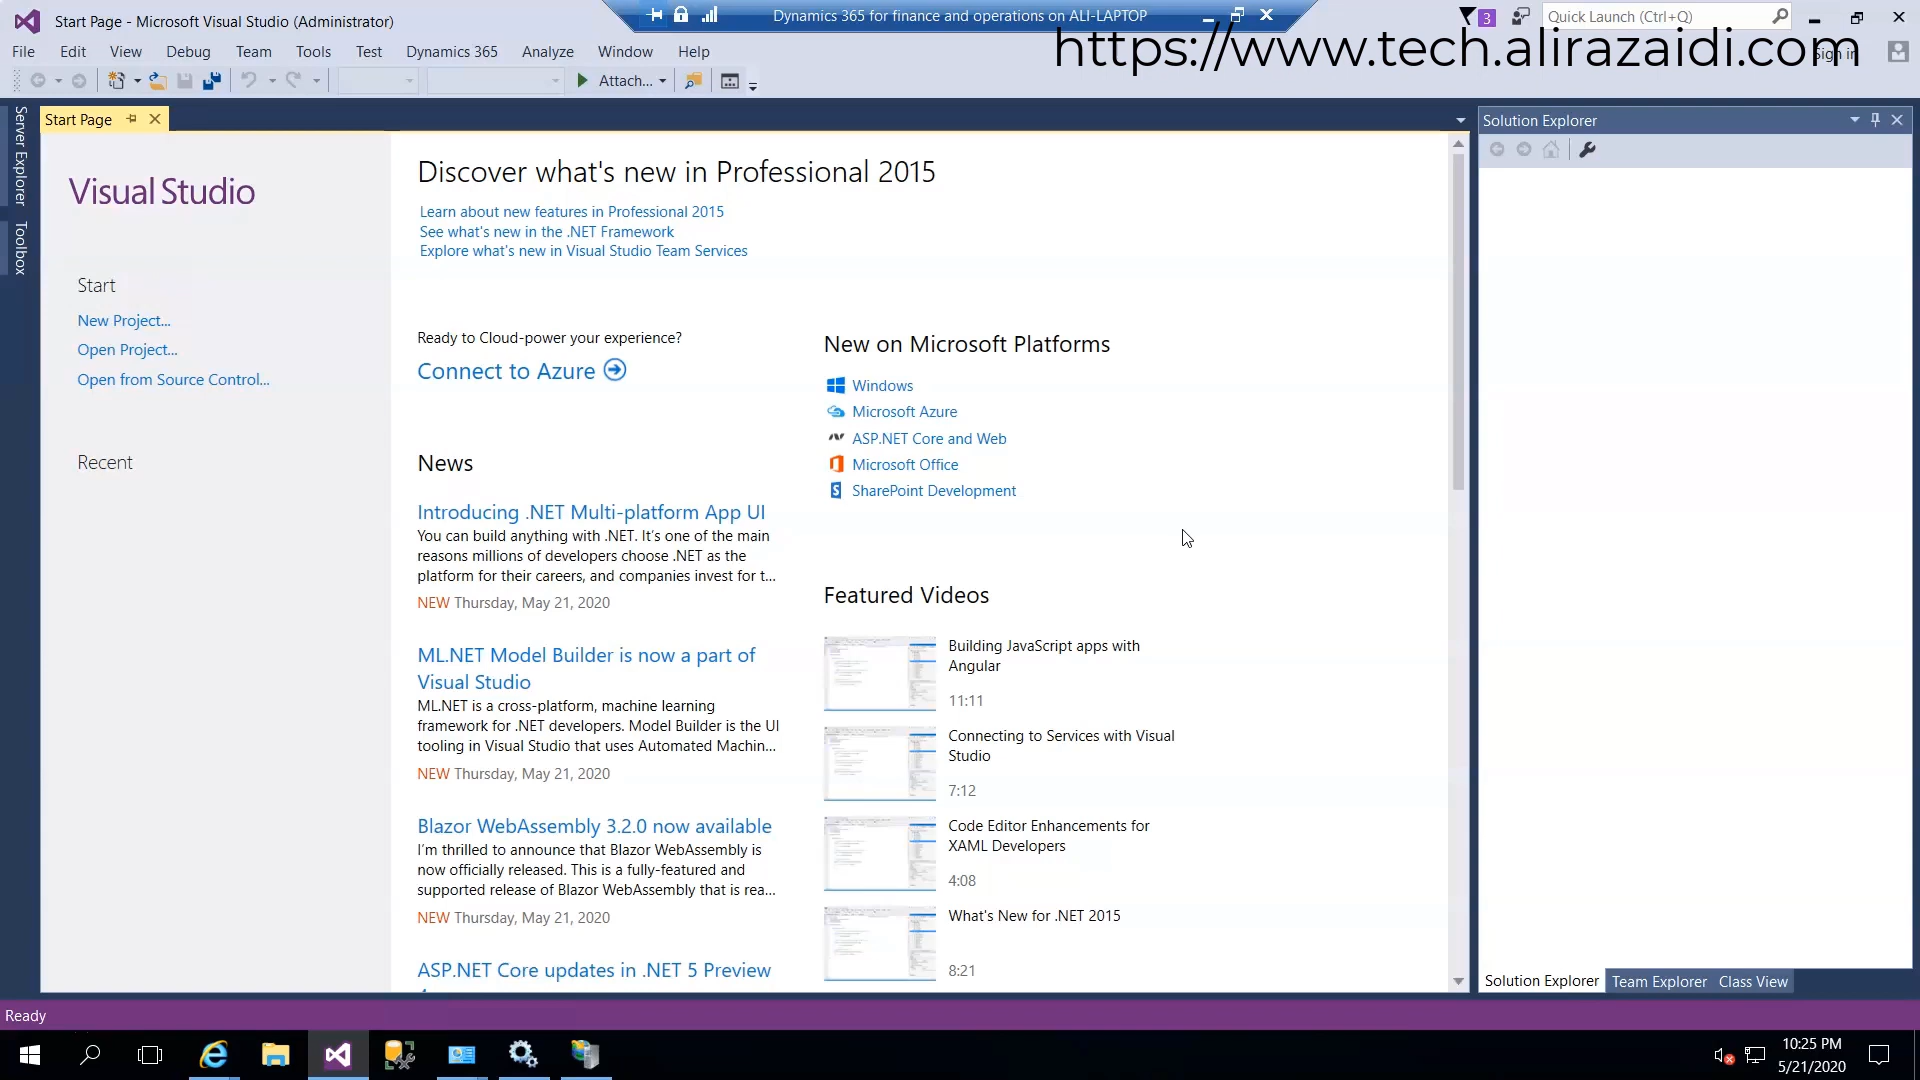 Start Page - Microsoft Visual Studio (Administrator)
Dynamics 365 for finance and operations on ALI-LAPTOP
3
Quick Launch (Ctrl+Q)
File Edit View Debug Team Tools Test Dynamics 365 Analyze Window Help
https://www.tech.alirazaidi.com
Sign in
Attach...
Server Explorer
Toolbox
Start Page
Solution Explorer
Visual Studio
Discover what's new in Professional 2015
Learn about new features in Professional 2015
See what's new in the .NET Framework
Explore what's new in Visual Studio Team Services
Start
New Project...
Open Project...
Open from Source Control...
Recent
Ready to Cloud-power your experience?
Connect to Azure
New on Microsoft Platforms
Windows
Microsoft Azure
ASP.NET Core and Web
Microsoft Office
SharePoint Development
News
Introducing .NET Multi-platform App UI
You can build anything with .NET. It's one of the main
reasons millions of developers choose .NET as the
platform for their careers, and companies invest for t...
NEW Thursday, May 21, 2020
ML.NET Model Builder is now a part of
Visual Studio
ML.NET is a cross-platform, machine learning
framework for .NET developers. Model Builder is the UI
tooling in Visual Studio that uses Automated Machin...
NEW Thursday, May 21, 2020
Blazor WebAssembly 3.2.0 now available
I'm thrilled to announce that Blazor WebAssembly is
now officially released. This is a fully-featured and
supported release of Blazor WebAssembly that is rea...
NEW Thursday, May 21, 2020
ASP.NET Core updates in .NET 5 Preview
Featured Videos
Building JavaScript apps with
Angular
11:11
Connecting to Services with Visual
Studio
7:12
Code Editor Enhancements for
XAML Developers
4:08
What's New for .NET 2015
8:21
Solution Explorer Team Explorer Class View
Ready
10:25 PM
5/21/2020